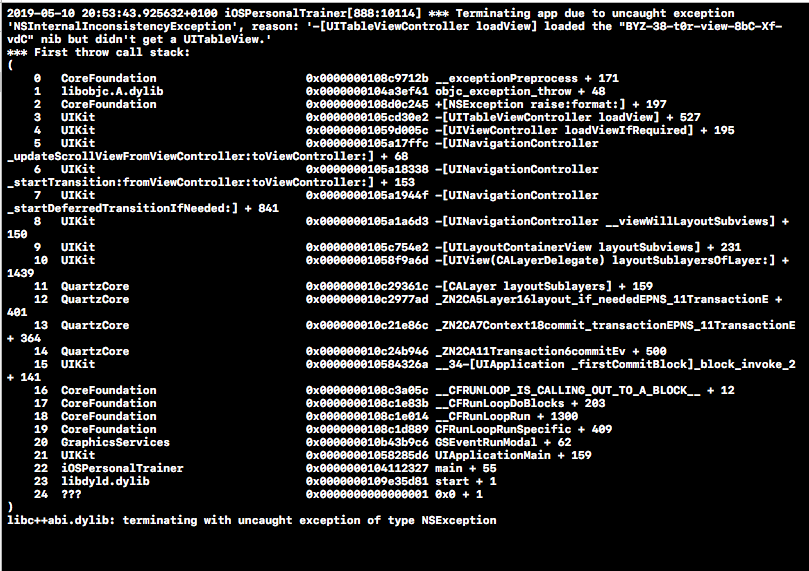 2019-05-10 20:53:43.925632+0100 iOSPersonalTrainer[888:10114] *** Terminating app due to uncaught exception
'NSInternalInconsistencyException', reason: '-[UITableViewController loadView] loaded the "BYZ-38-t0r-view-8bC-Xf-
vdC" nib but didn't get a UITableView.'
*** First throw call stack:
(
0 CoreFoundation 0x0000000108c9712b __exceptionPreprocess + 171
1 libobjc.A.dylib 0x0000000104a3ef41 objc_exception_throw + 48
2 CoreFoundation 0x0000000108d0c245 +[NSException raise:format:] + 197
3 UIKit 0x0000000105cd30e2 -[UITableViewController loadView] + 527
4 UIKit 0x00000001059d005c -[UIViewController loadViewIfRequired] + 195
5 UIKit 0x0000000105a17ffc -[UINavigationController
_updateScrollViewFromViewController:toViewController:] + 68
6 UIKit 0x0000000105a18338 -[UINavigationController
_startTransition:fromViewController:toViewController:] + 153
7 UIKit 0x0000000105a1944f -[UINavigationController
_startDeferredTransitionIfNeeded:] + 841
8 UIKit 0x0000000105a1a6d3 -[UINavigationController __viewWillLayoutSubviews] +
150
9 UIKit 0x0000000105c754e2 -[UILayoutContainerView layoutSubviews] + 231
10 UIKit 0x00000001058f9a6d -[UIView(CALayerDelegate) layoutSublayersOfLayer:] +
1439
11 QuartzCore 0x000000010c29361c -[CALayer layoutSublayers] + 159
12 QuartzCore 0x000000010c2977ad _ZN2CA5Layer16layout_if_neededEPNS_11TransactionE +
401
13 QuartzCore 0x000000010c21e86c _ZN2CA7Context18commit_transactionEPNS_11TransactionE
+ 364
14 QuartzCore 0x000000010c24b946 _ZN2CA11Transaction6commitEv + 500
15 UIKit 0x000000010584326a __34-[UIApplication _firstCommitBlock]_block_invoke_2
+ 141
16 CoreFoundation 0x0000000108c3a05c __CFRUNLOOP_IS_CALLING_OUT_TO_A_BLOCK__ + 12
17 CoreFoundation 0x0000000108c1e83b __CFRunLoopDoBlocks + 203
18 CoreFoundation 0x0000000108c1e014 __CFRunLoopRun + 1300
19 CoreFoundation 0x0000000108c1d889 CFRunLoopRunSpecific + 409
20 GraphicsServices 0x000000010b43b9c6 GSEventRunModal + 62
21 UIKit 0x00000001058285d6 UIApplicationMain + 159
22 iOSPersonalTrainer 0x0000000104112327 main + 55
23 libdyld.dylib 0x0000000109e35d81 start + 1
24 ??? 0x0000000000000001 0x0 + 1
)
libc++abi.dylib: terminating with uncaught exception of type NSException